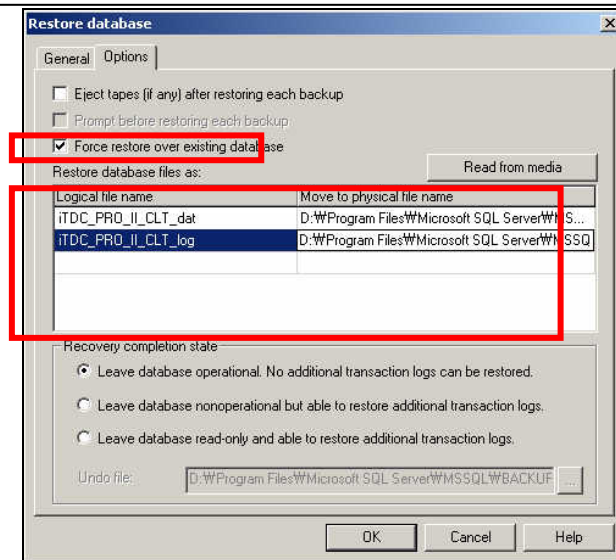 Restore database
General Options
Eject tapes (if any) after restoring each backup
Prompt before restoring each backup
Force restore over existing database
Restore database files as:
Read from media
Logical file name Move to physical file name
iTDC_PRO_II_CLT_dat D:₩Program Files₩Microsoft SQL Server₩MS...
iTDC_PRO_II_CLT_log D:₩Program Files₩Microsoft SQL Server₩MSSQ
Recovery completion state
Leave database operational. No additional transaction logs can be restored.
Leave database nonoperational but able to restore additional transaction logs.
Leave database read-only and able to restore additional transaction logs.
Undo file: D:₩Program Files₩Microsoft SQL Server₩MSSQL₩BACKUF ...
OK Cancel Help